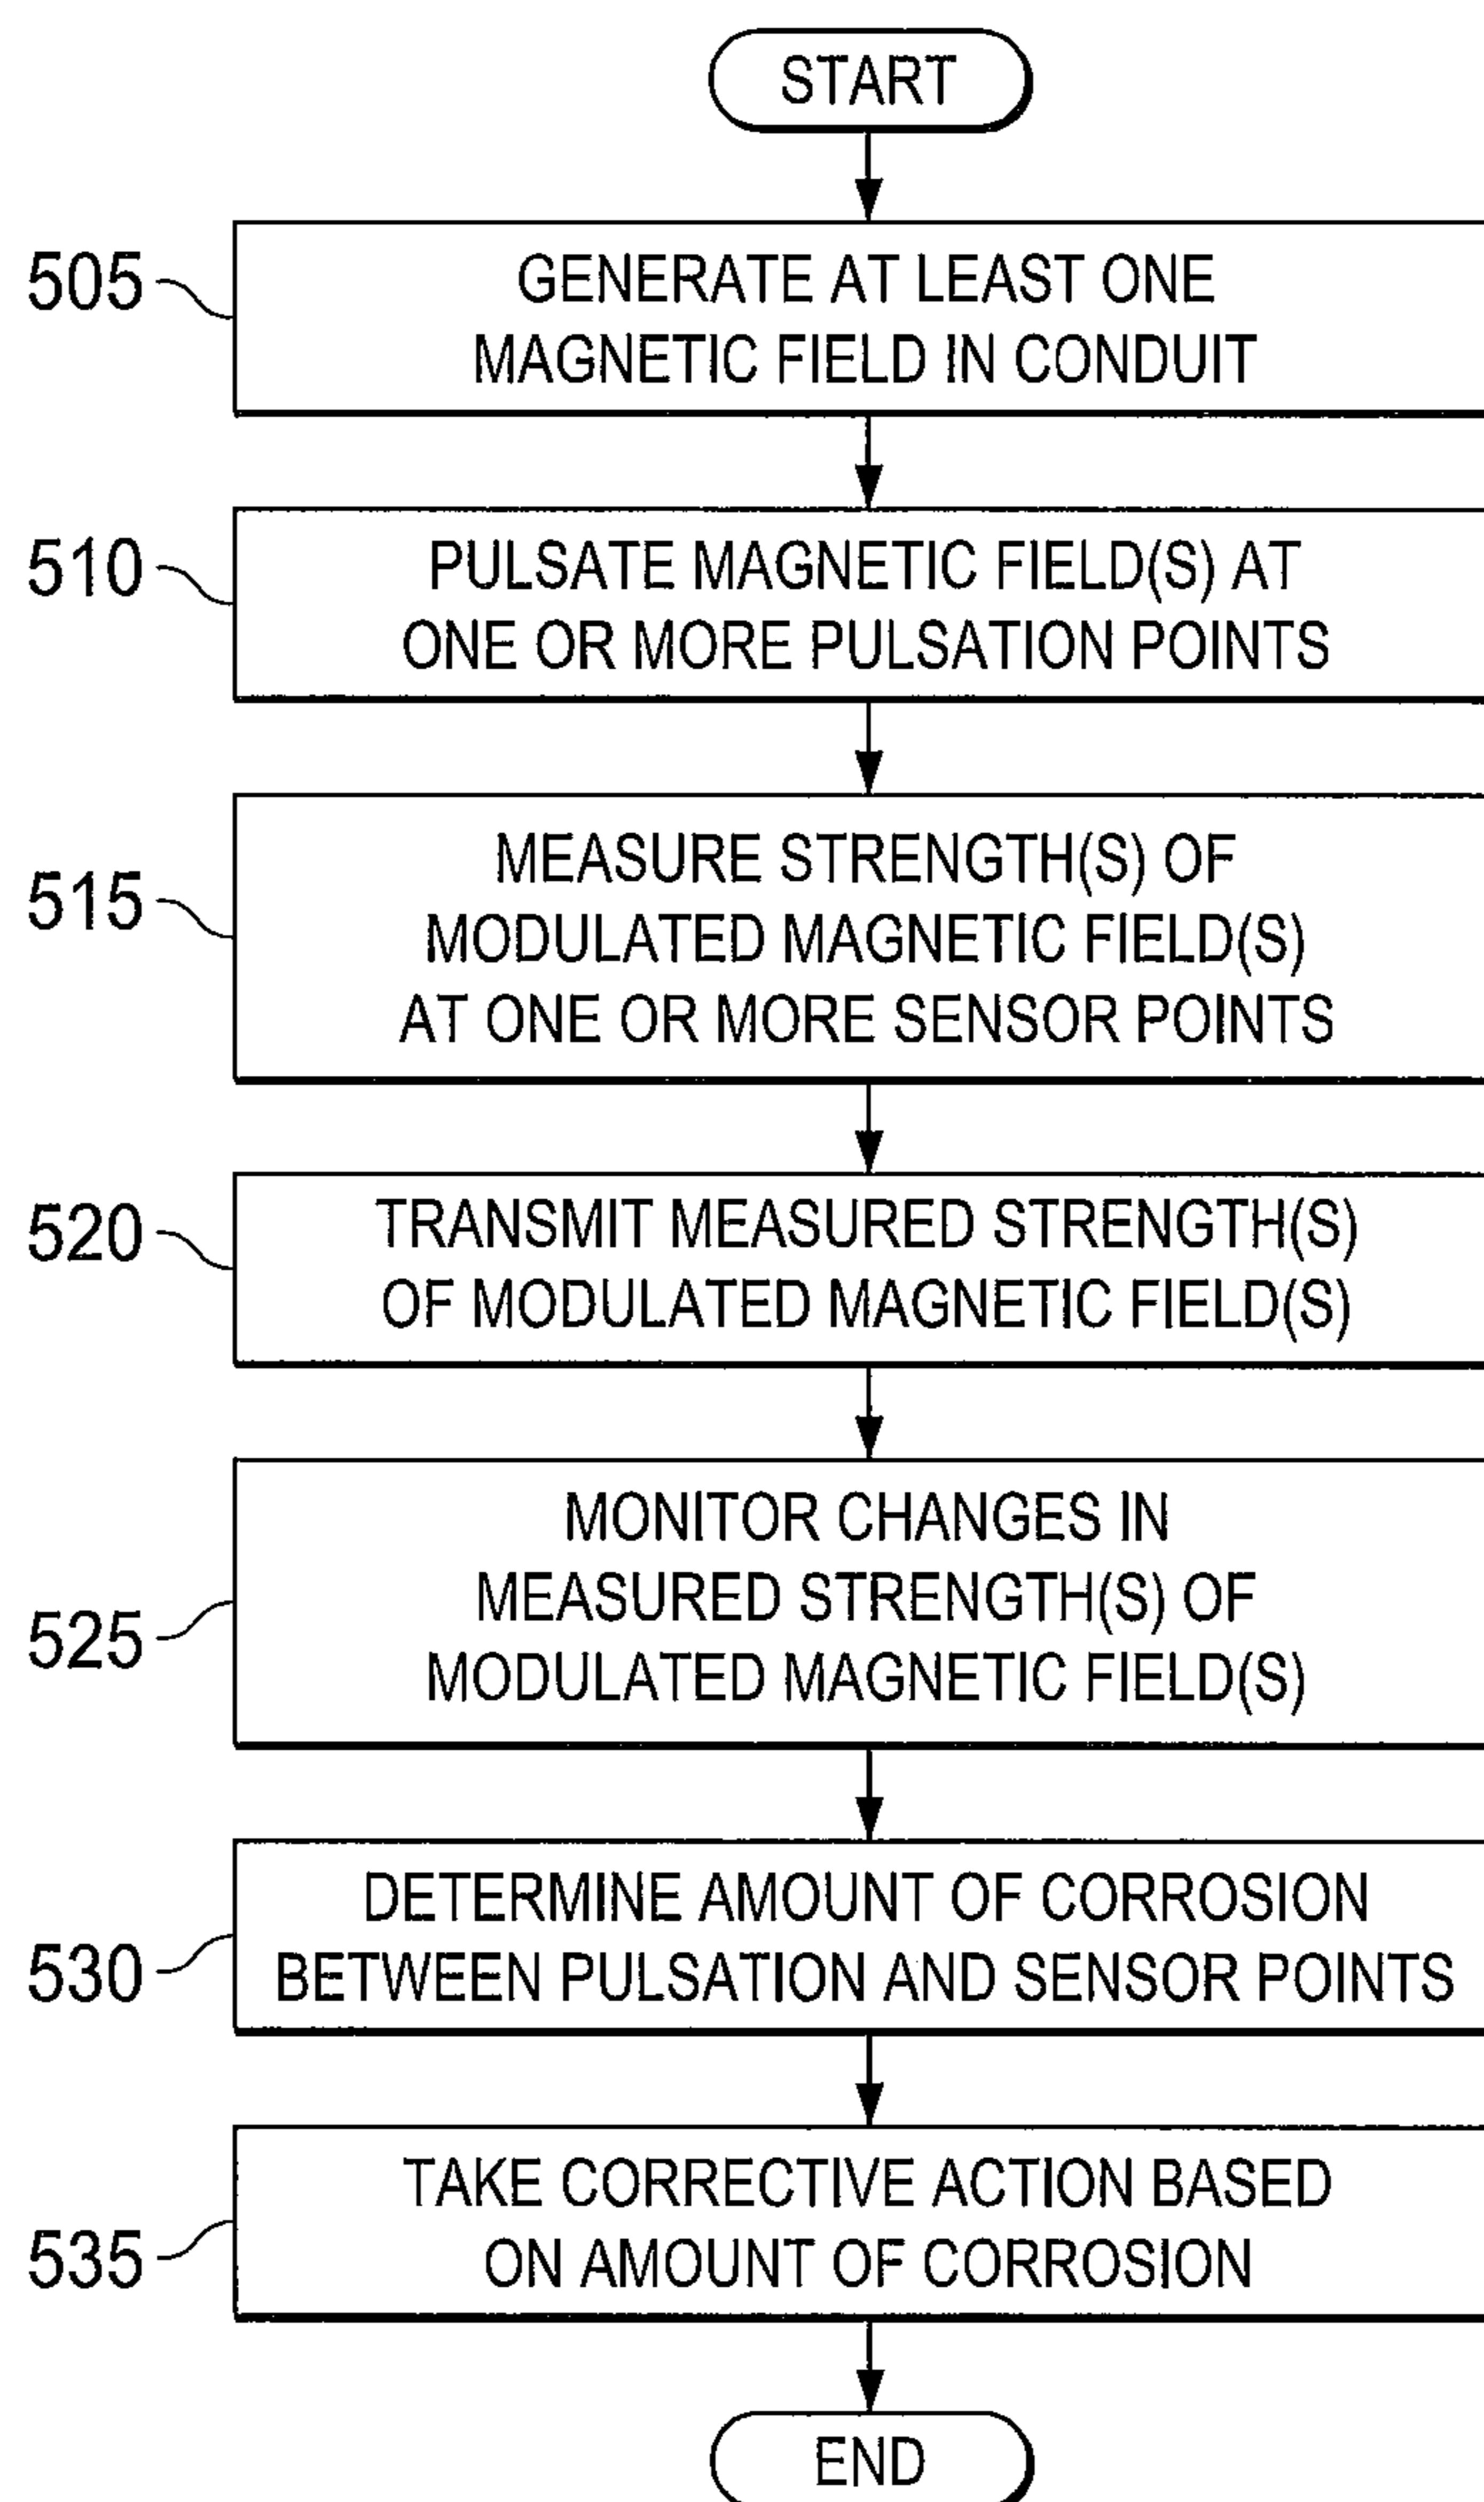 START
505
GENERATE AT LEAST ONE
MAGNETIC FIELD IN CONDUIT
510
PULSATE MAGNETIC FIELD(S) AT
ONE OR MORE PULSATION POINTS
515
MEASURE STRENGTH(S) OF
MODULATED MAGNETIC FIELD(S)
AT ONE OR MORE SENSOR POINTS
520
TRANSMIT MEASURED STRENGTH(S)
OF MODULATED MAGNETIC FIELD(S)
525
MONITOR CHANGES IN
MEASURED STRENGTH(S) OF
MODULATED MAGNETIC FIELD(S)
530
DETERMINE AMOUNT OF CORROSION
BETWEEN PULSATION AND SENSOR POINTS
535
TAKE CORRECTIVE ACTION BASED
ON AMOUNT OF CORROSION
END